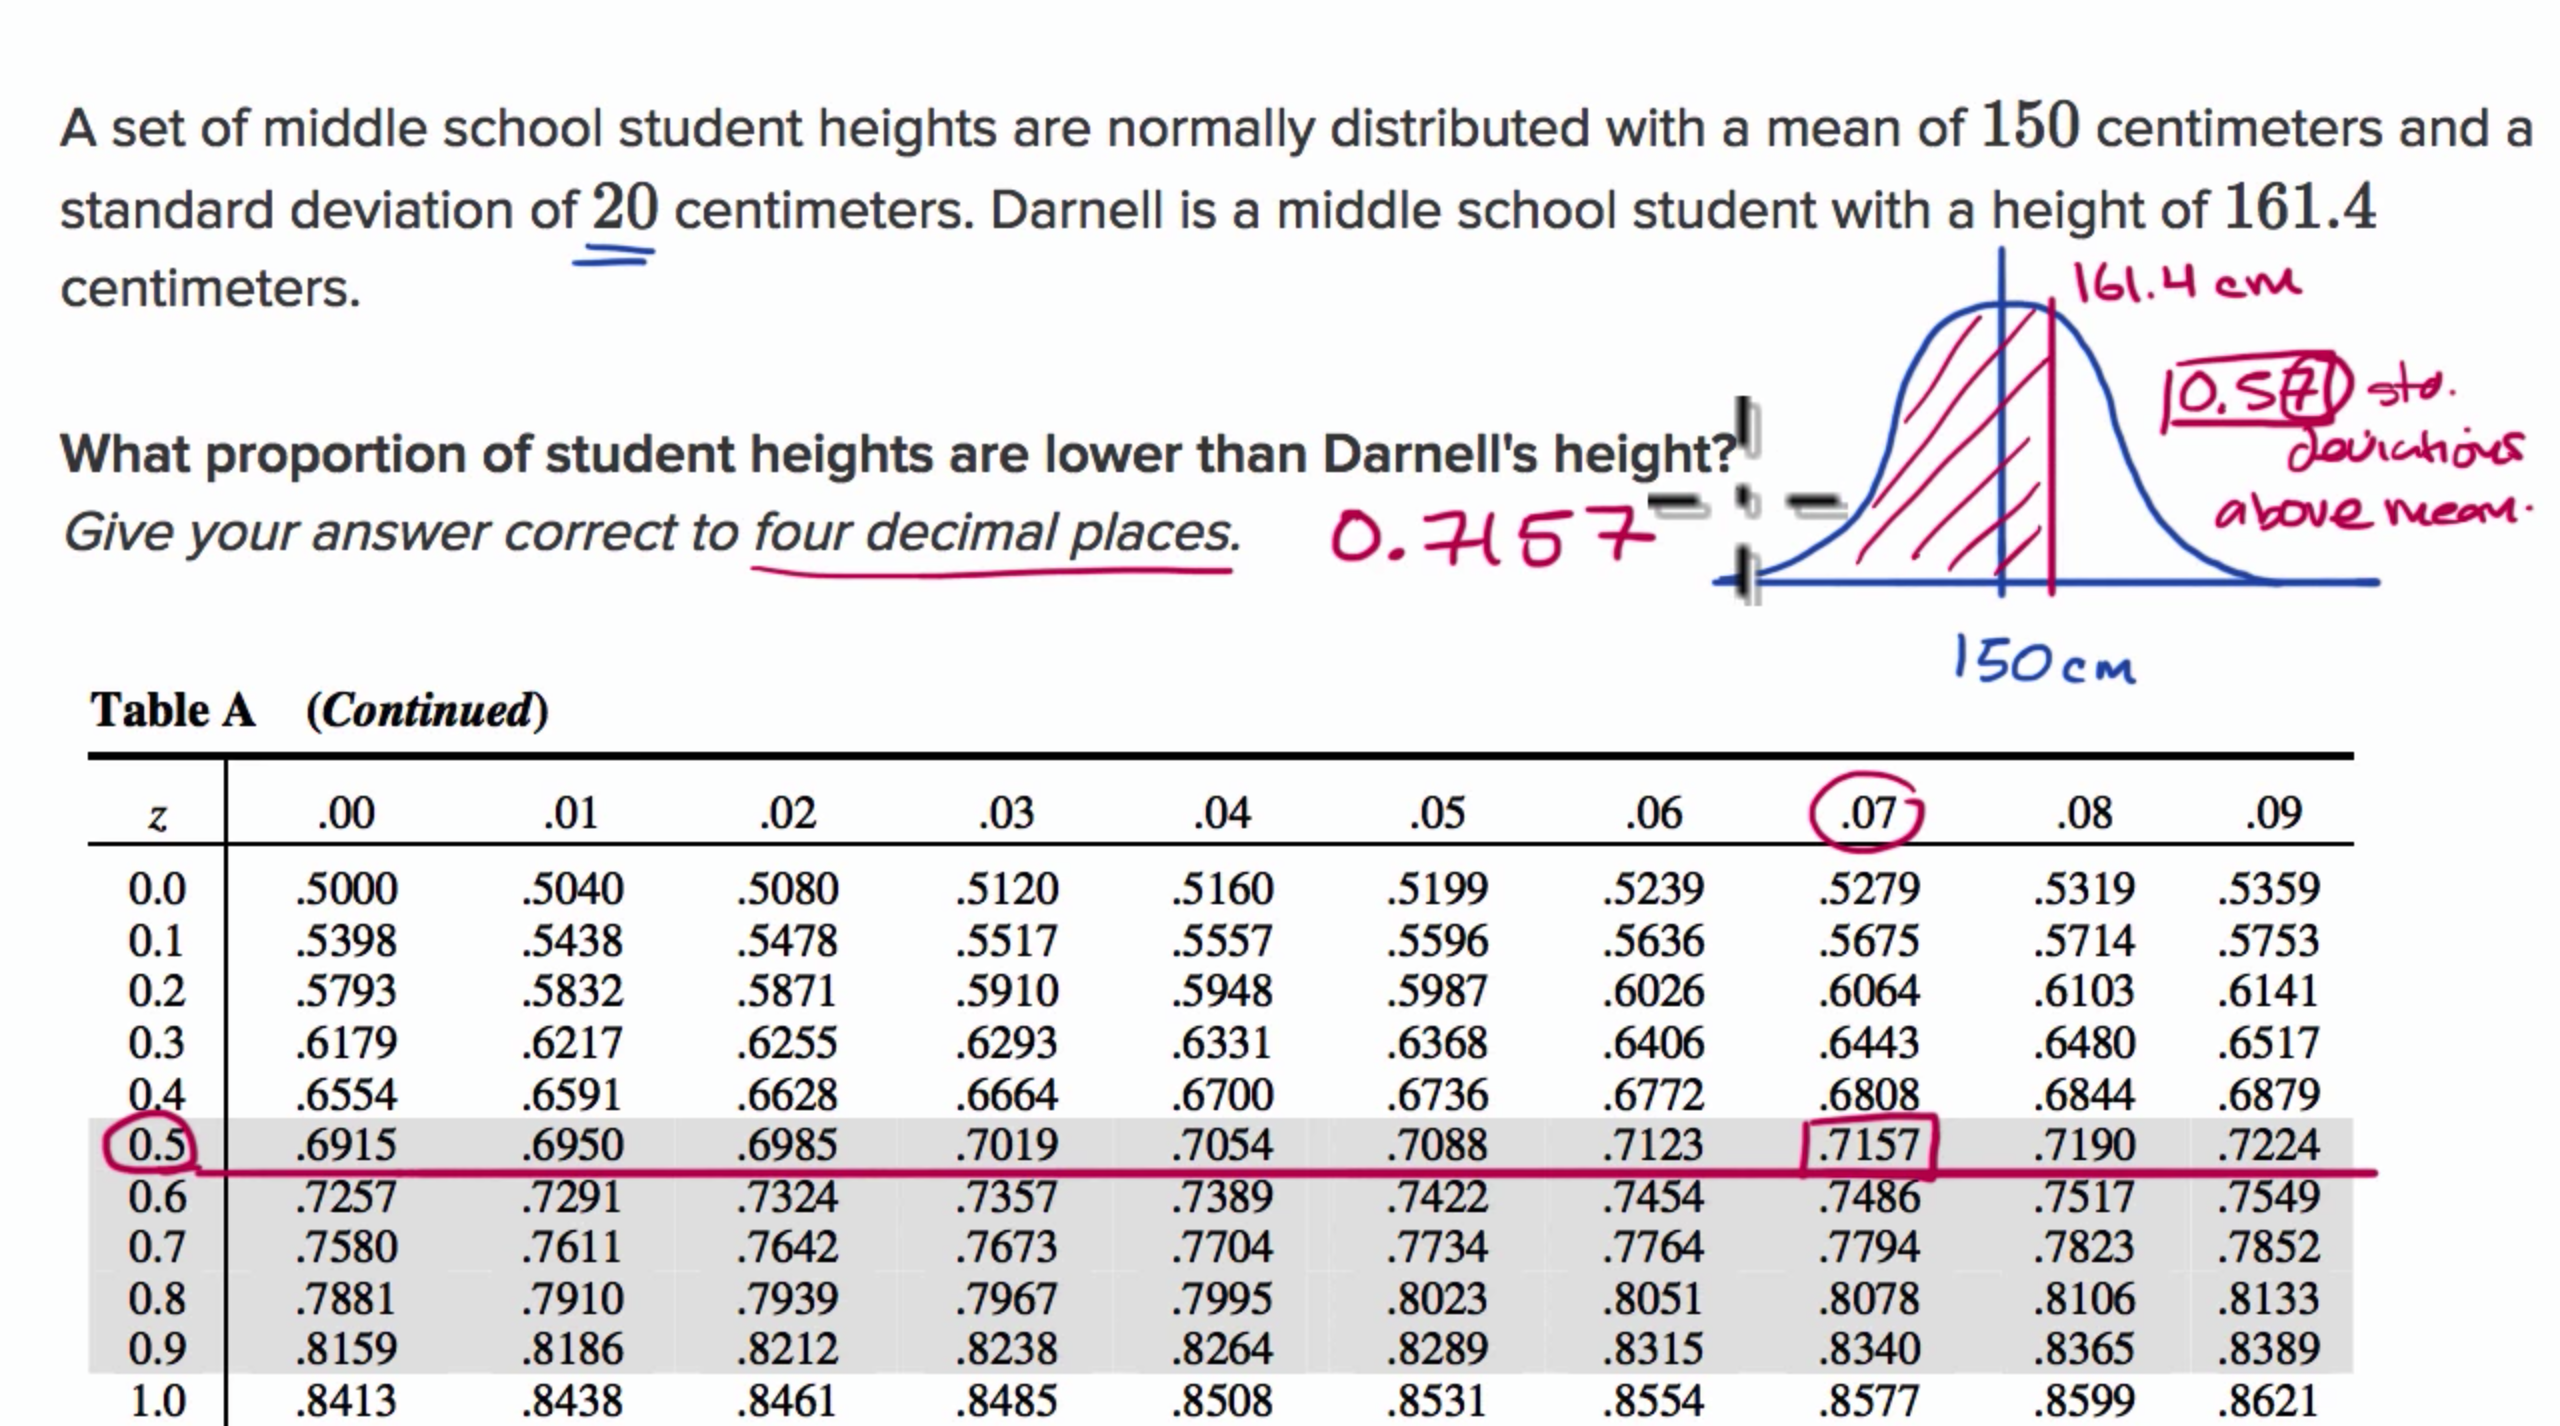 A set of middle school student heights are normally distributed with a mean of 150 centimeters and a
standard deviation of 20 centimeters. Darnell is a middle school student with a height of 161.4
centimeters.
161.4 cm
0.57 std.
deviations
above mean.
What proportion of student heights are lower than Darnell's height?
Give your answer correct to four decimal places. 0.7157
150 cm
Table A (Continued)
z .00 .01 .02 .03 .04 .05 .06 .07 .08 .09
0.0 .5000 .5040 .5080 .5120 .5160 .5199 .5239 .5279 .5319 .5359
0.1 .5398 .5438 .5478 .5517 .5557 .5596 .5636 .5675 .5714 .5753
0.2 .5793 .5832 .5871 .5910 .5948 .5987 .6026 .6064 .6103 .6141
0.3 .6179 .6217 .6255 .6293 .6331 .6368 .6406 .6443 .6480 .6517
0.4 .6554 .6591 .6628 .6664 .6700 .6736 .6772 .6808 .6844 .6879
0.5 .6915 .6950 .6985 .7019 .7054 .7088 .7123 .7157 .7190 .7224
0.6 .7257 .7291 .7324 .7357 .7389 .7422 .7454 .7486 .7517 .7549
0.7 .7580 .7611 .7642 .7673 .7704 .7734 .7764 .7794 .7823 .7852
0.8 .7881 .7910 .7939 .7967 .7995 .8023 .8051 .8078 .8106 .8133
0.9 .8159 .8186 .8212 .8238 .8264 .8289 .8315 .8340 .8365 .8389
1.0 .8413 .8438 .8461 .8485 .8508 .8531 .8554 .8577 .8599 .8621